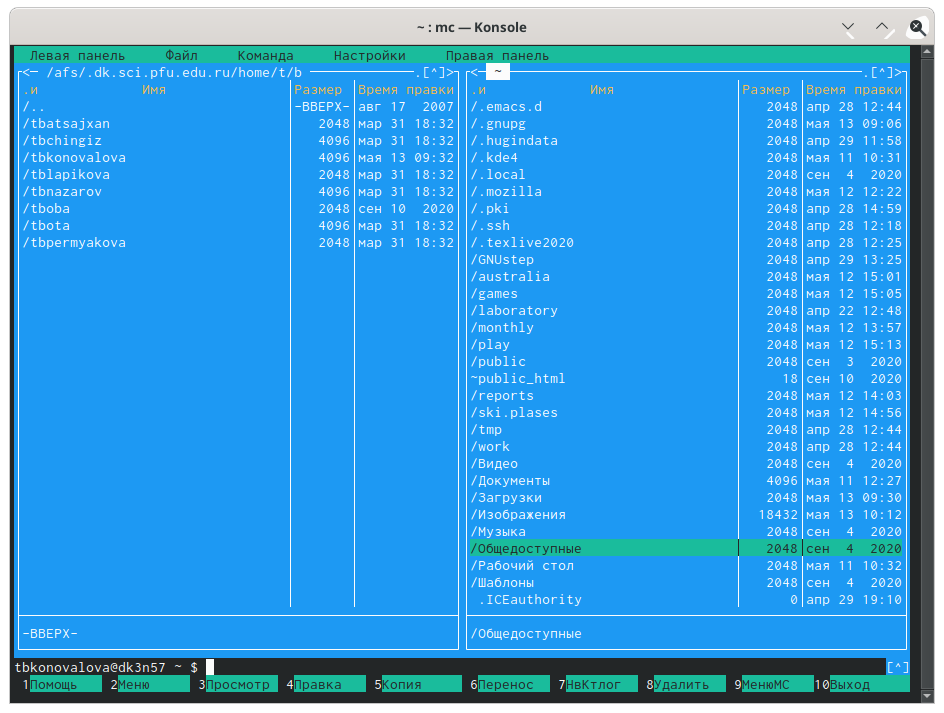 ~ : mc — Konsole
Левая панель Файл Команда Настройки Правая панель
<— /afs/.dk.sci.pfu.edu.ru/home/t/b .[^]>
.и Имя Размер Время правки
/.. -ВВЕРХ- авг 17 2007
/tbatsajxan 2048 мар 31 18:32
/tbchingiz 4096 мар 31 18:32
/tbkonovalova 4096 мая 13 09:32
/tblapikova 2048 мар 31 18:32
/tbnazarov 4096 мар 31 18:32
/tboba 2048 сен 10 2020
/tbota 4096 мар 31 18:32
/tbpermyakova 2048 мар 31 18:32
-ВВЕРХ-
<— ~ .[^]>
.и Имя Размер Время правки
/.emacs.d 2048 апр 28 12:44
/.gnupg 2048 мая 13 09:06
/.hugindata 2048 апр 29 11:58
/.kde4 2048 мая 11 10:31
/.local 2048 сен 4 2020
/.mozilla 2048 мая 12 12:22
/.pki 2048 апр 28 14:59
/.ssh 2048 апр 28 12:18
/.texlive2020 2048 апр 28 12:25
/GNUstep 2048 апр 29 13:25
/australia 2048 мая 12 15:01
/games 2048 мая 12 15:05
/laboratory 2048 апр 22 12:48
/monthly 2048 мая 12 13:57
/play 2048 мая 12 15:13
/public 2048 сен 3 2020
~public_html 18 сен 10 2020
/reports 2048 мая 12 14:03
/ski.plases 2048 мая 12 14:56
/tmp 2048 апр 28 12:44
/work 2048 апр 28 12:44
/Видео 2048 сен 4 2020
/Документы 4096 мая 11 12:27
/Загрузки 2048 мая 13 09:30
/Изображения 18432 мая 13 10:12
/Музыка 2048 сен 4 2020
/Общедоступные 2048 сен 4 2020
/Рабочий стол 2048 мая 11 10:32
/Шаблоны 2048 сен 4 2020
.ICEauthority 0 апр 29 19:10
/Общедоступные
tbkonovalova@dk3n57 ~ $ [^]
1Помощь 2Меню 3Просмотр 4Правка 5Копия 6Перенос 7НвКтлог 8Удалить 9МенюMC 10Выход